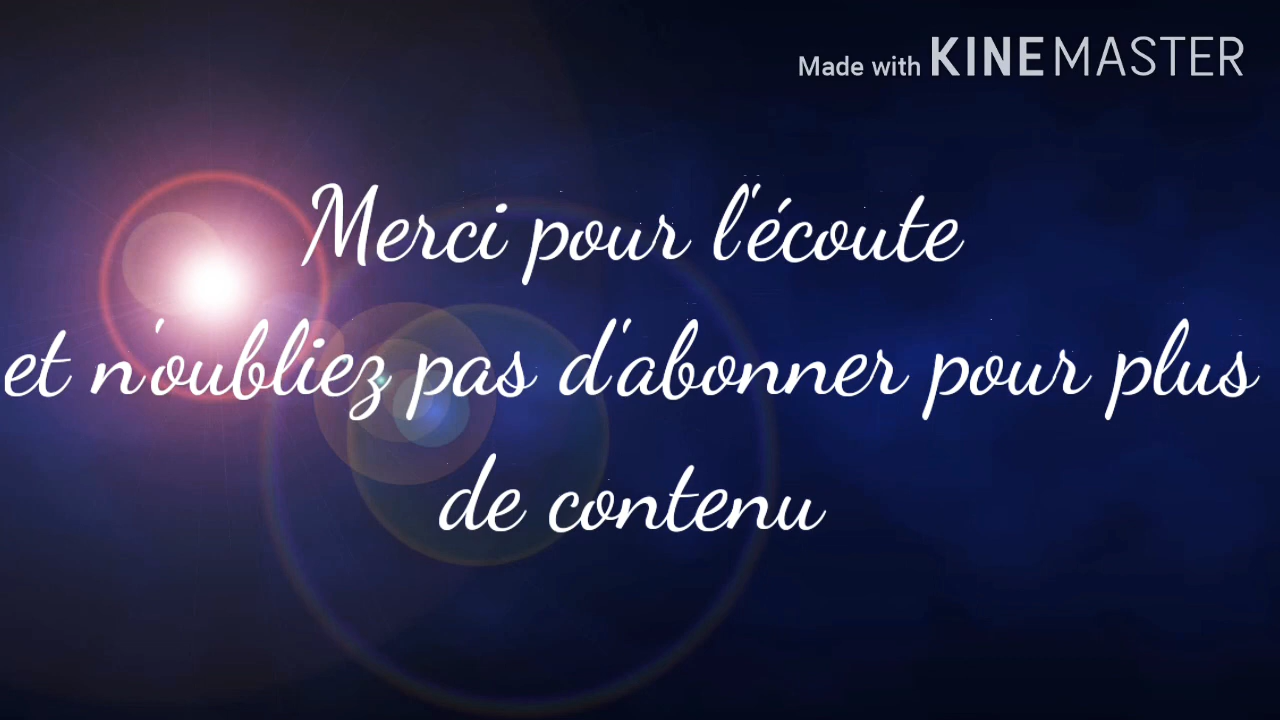 Made with KINEMASTER
Merci pour l'écoute
et n'oubliez pas d'abonner pour plus
de contenu